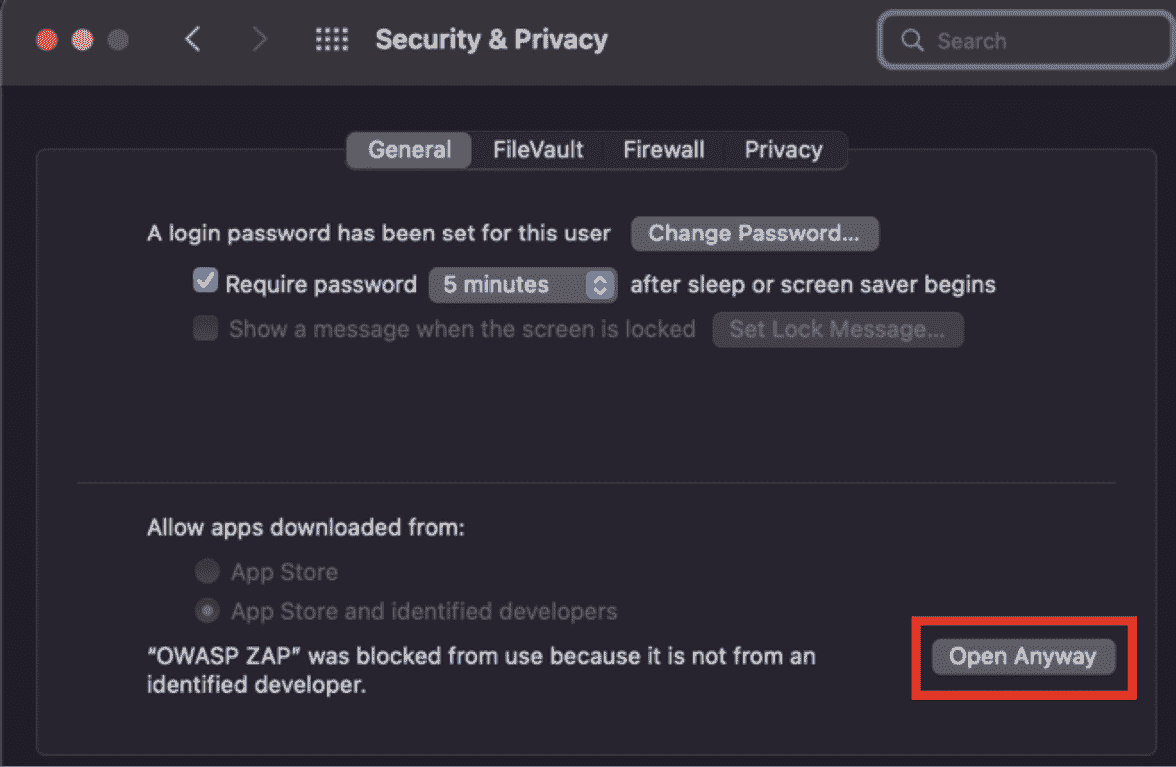 Security & Privacy
Search
General FileVault Firewall Privacy
A login password has been set for this user Change Password...
Require password 5 minutes after sleep or screen saver begins
Show a message when the screen is locked Set Lock Message...
Allow apps downloaded from:
App Store
App Store and identified developers
“OWASP ZAP” was blocked from use because it is not from an Open Anyway
identified developer.